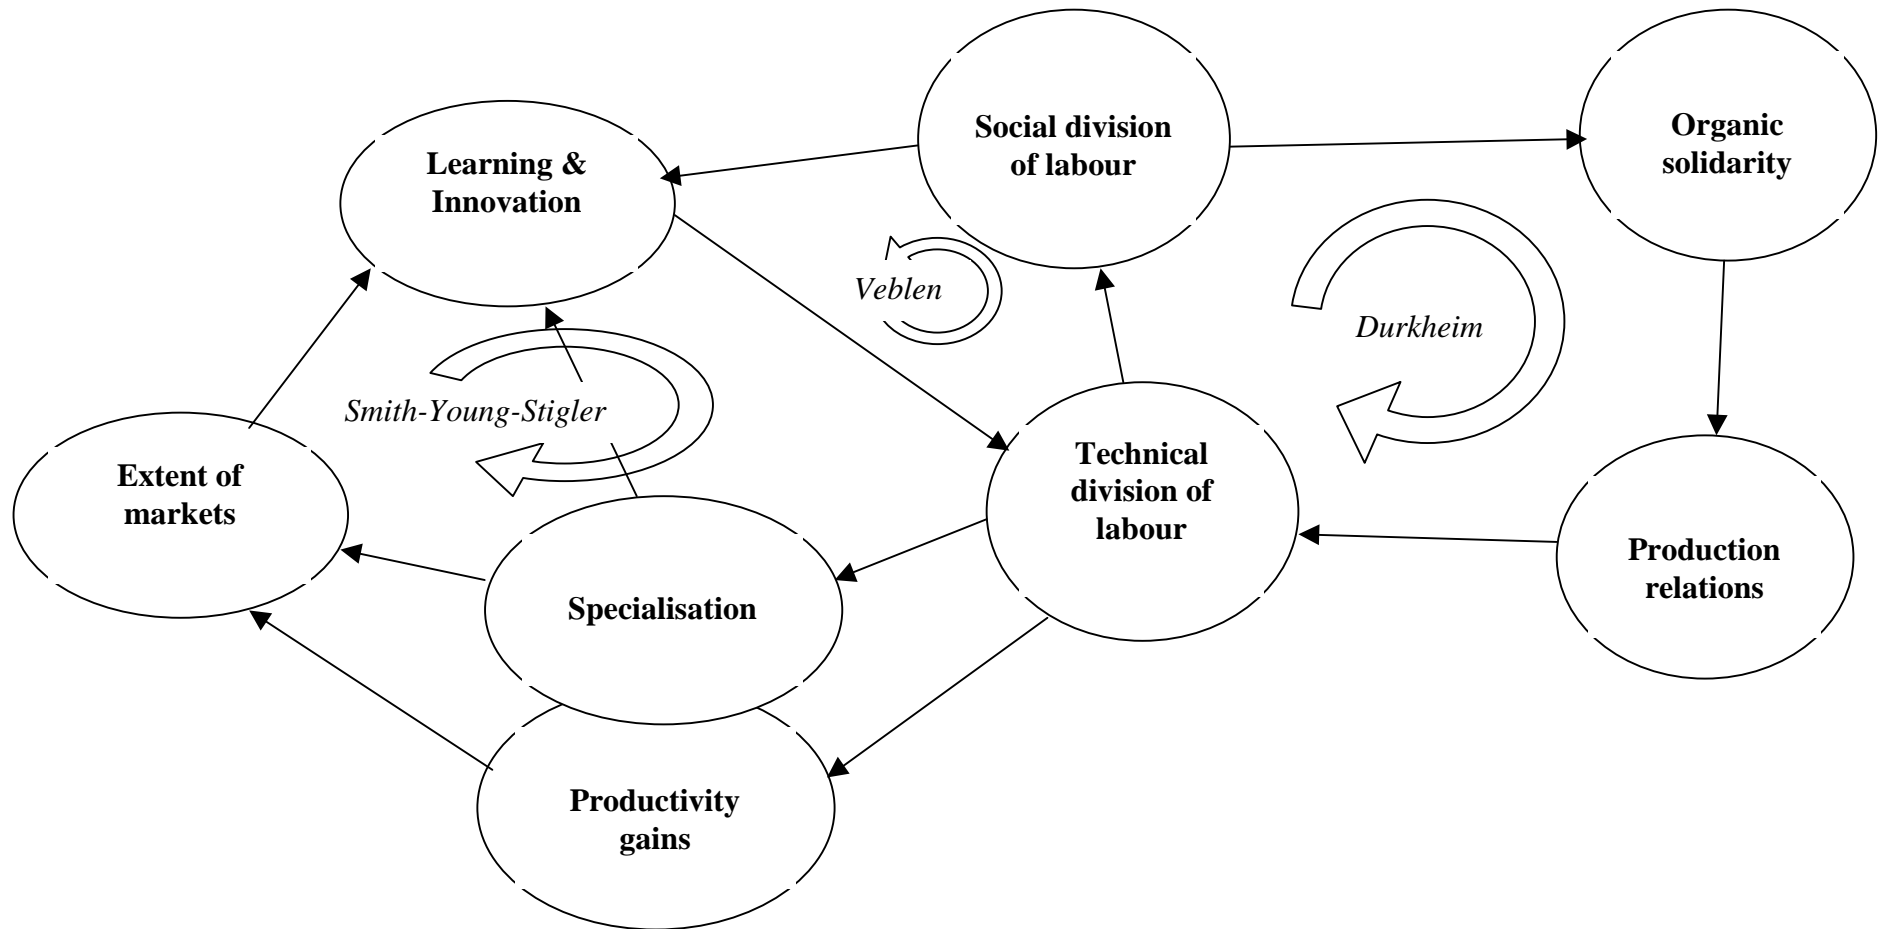 Social division
of labour
Organic
solidarity
Learning &
Innovation
Veblen
Durkheim
Smith-Young-Stigler
Extent of
markets
Technical
division of
labour
Production
relations
Specialisation
Productivity
gains